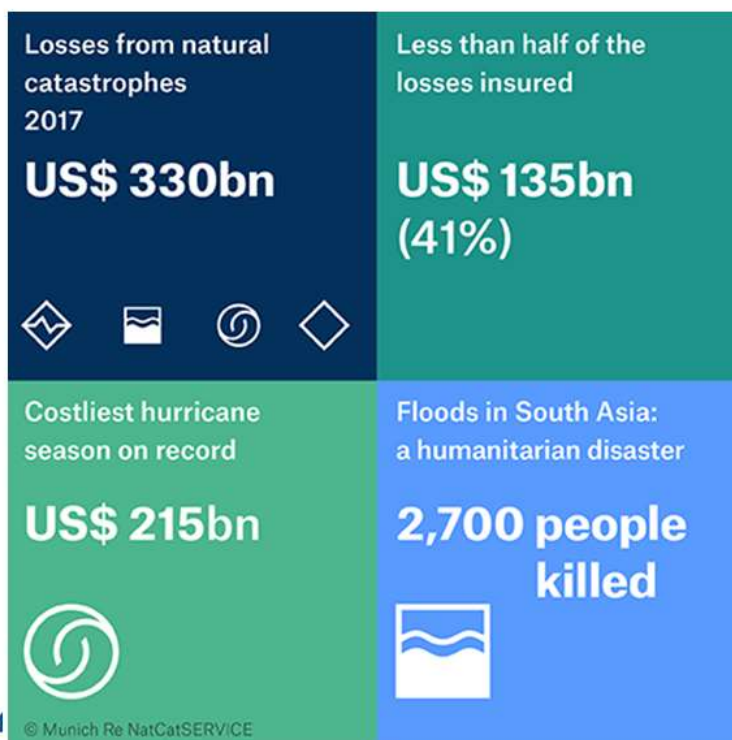 Losses from natural
catastrophes
2017
US$ 330bn
Less than half of the
losses insured
US$ 135bn
(41%)
Costliest hurricane
season on record
US$ 215bn
© Munich Re NatCatSERVICE
Floods in South Asia:
a humanitarian disaster
2,700 people
killed